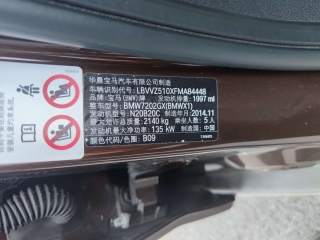 华晨宝马汽车有限公司制造
车辆识别代号: LBVVZ510XFMA84448
品牌: 宝马(BMW)牌 发动机排量: 1997 ml
整车型号: BMW7202GX(BMWX1)
发动机型号: N20B20C 制造年月: 2014.11
最大允许总质量: 2140 kg 乘坐人数: 5 人
发动机最大净功率: 135 kW 制造国: 中国
颜色代码/色圈: B09